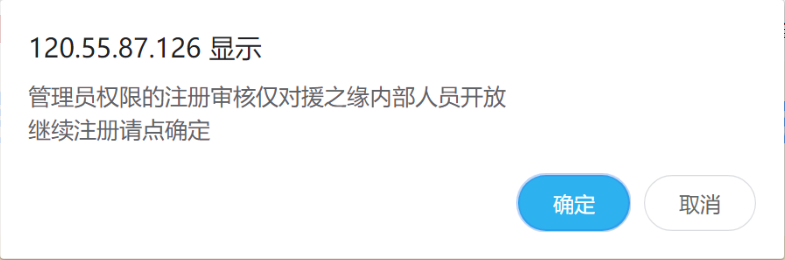 120.55.87.126 显示
管理员权限的注册审核仅对援之缘内部人员开放
继续注册请点确定
确定
取消